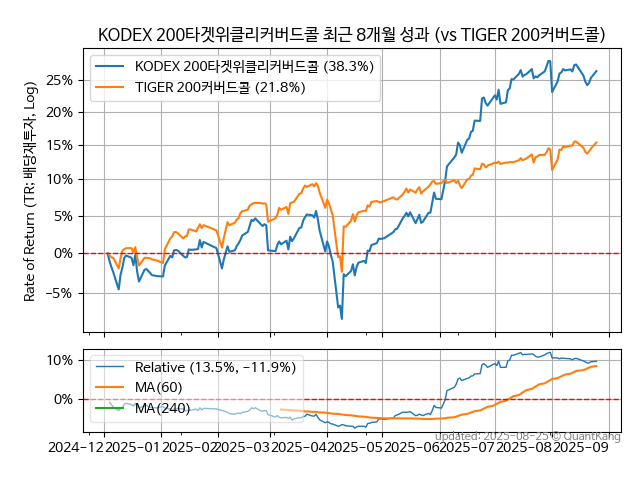 KODEX 200타겟위클리커버드콜 최근 8개월 성과 (vs TIGER 200커버드콜)
Rate of Return (TR: 배당재투자, Log)
KODEX 200타겟위클리커버드콜 (38.3%)
TIGER 200커버드콜 (21.8%)
25%
20%
15%
10%
5%
0%
−5%
Relative (13.5%, −11.9%)
MA(60)
MA(240)
10%
0%
updated: 2025-08-25 © QuantKang
2024-12
2025-01
2025-02
2025-03
2025-04
2025-05
2025-06
2025-07
2025-08
2025-09